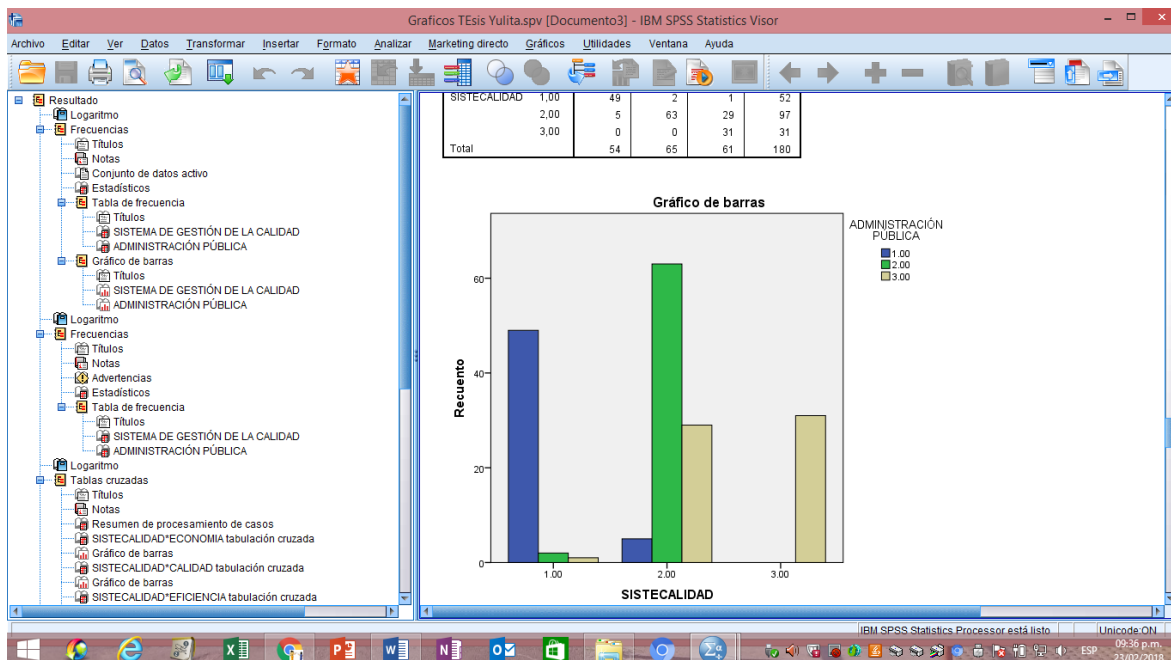 Graficos TEsis Yulita.spv [Documento3] - IBM SPSS Statistics Visor
Archivo Editar Ver Datos Transformar Insertar Formato Analizar Marketing directo Gráficos Utilidades Ventana Ayuda
Resultado
Logaritmo
Frecuencias
Títulos
Notas
Conjunto de datos activo
Estadísticos
Tabla de frecuencia
Títulos
SISTEMA DE GESTIÓN DE LA CALIDAD
ADMINISTRACIÓN PÚBLICA
Gráfico de barras
Títulos
SISTEMA DE GESTIÓN DE LA CALIDAD
ADMINISTRACIÓN PÚBLICA
Logaritmo
Frecuencias
Títulos
Notas
Advertencias
Estadísticos
Tabla de frecuencia
Títulos
SISTEMA DE GESTIÓN DE LA CALIDAD
ADMINISTRACIÓN PÚBLICA
Logaritmo
Tablas cruzadas
Títulos
Notas
Resumen de procesamiento de casos
SISTECALIDAD*ECONOMIA tabulación cruzada
Gráfico de barras
SISTECALIDAD*CALIDAD tabulación cruzada
Gráfico de barras
SISTECALIDAD*EFICIENCIA tabulación cruzada
SISTECALIDAD 1,00 49 2 1 52
2,00 5 63 29 97
3,00 0 0 31 31
Total 54 65 61 180
Gráfico de barras
ADMINISTRACIÓN
PÚBLICA
1.00
2.00
3.00
Recuento
60
40
20
0
1.00 2.00 3.00
SISTECALIDAD
IBM SPSS Statistics Processor está listo Unicode:ON
ESP 09:36 p.m.
23/02/2018